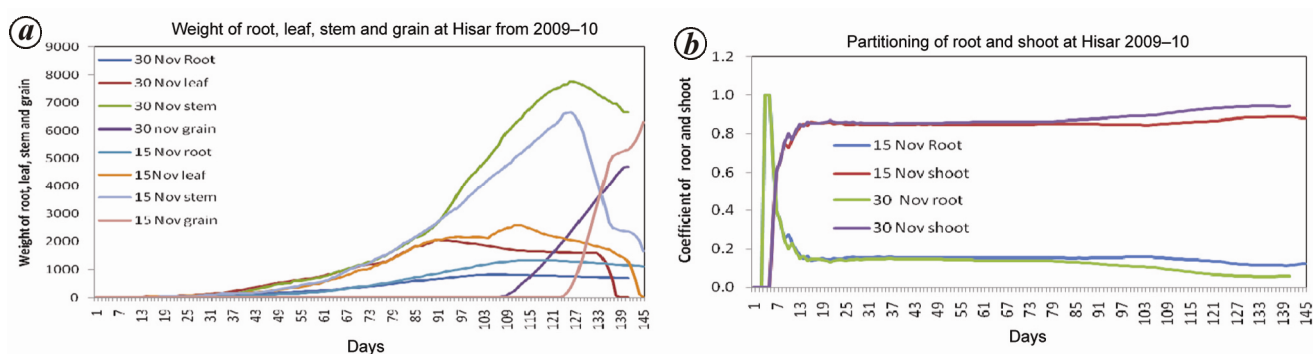 a
Weight of root, leaf, stem and grain at Hisar from 2009–10
Weight of root, leaf, stem and grain
9000
8000
7000
6000
5000
4000
3000
2000
1000
0
30 Nov Root
30 Nov leaf
30 Nov stem
30 nov grain
15 Nov root
15 Nov leaf
15 Nov stem
15 Nov grain
1 7 13 19 25 31 37 43 49 55 61 67 73 79 85 91 97 103 109 115 121 127 133 139 145
Days
b
Partitioning of root and shoot at Hisar 2009–10
Coefficient of roor and shoot
1.2
1.0
0.8
0.6
0.4
0.2
0.0
15 Nov Root
15 Nov shoot
30 Nov root
30 Nov shoot
1 7 13 19 25 31 37 43 49 55 61 67 73 79 85 91 97 103 109 115 121 127 133 139 145
Days